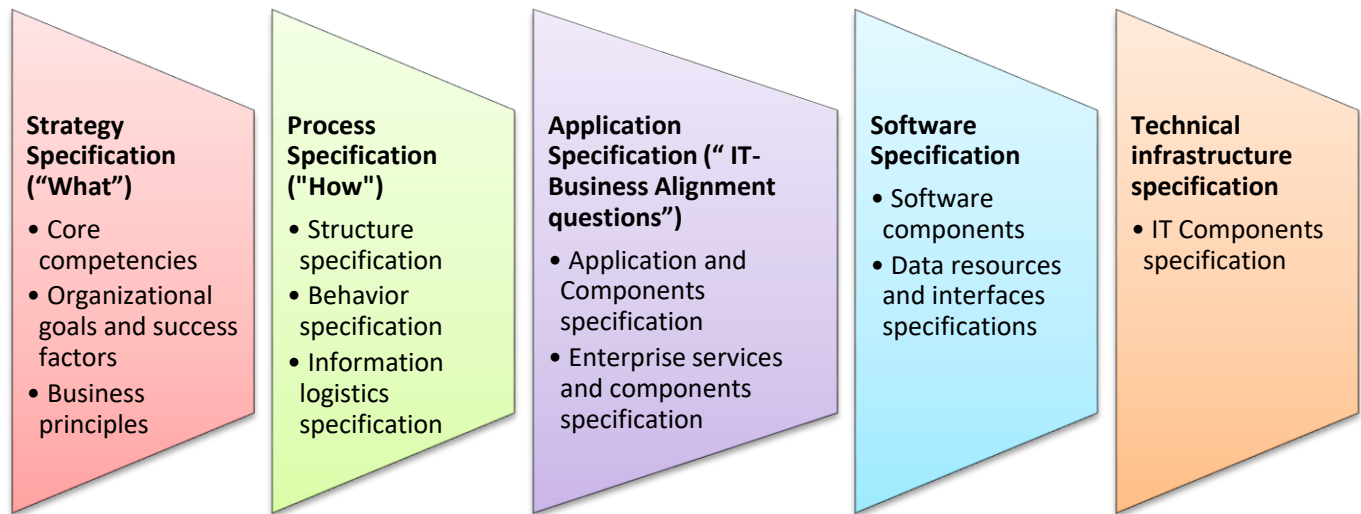 Strategy
Specification
(“What”)
• Core
competencies
• Organizational
goals and success
factors
• Business
principles
Process
Specification
("How")
• Structure
specification
• Behavior
specification
• Information
logistics
specification
Application
Specification (“ IT-
Business Alignment
questions”)
• Application and
Components
specification
• Enterprise services
and components
specification
Software
Specification
• Software
components
• Data resources
and interfaces
specifications
Technical
infrastructure
specification
• IT Components
specification